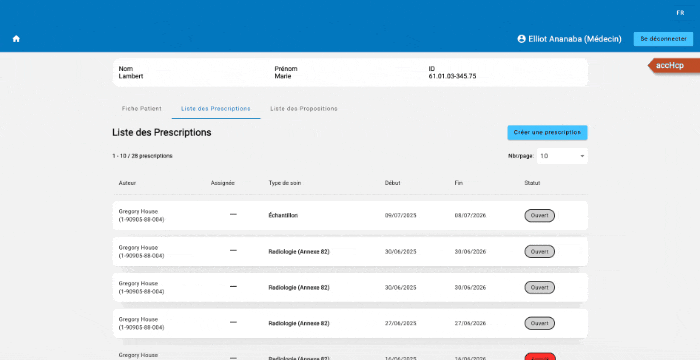 FR
Elliot Ananaba (Médecin)
Se déconnecter
accHcp
Nom Prénom ID
Lambert Marie 61.01.03-345.75
Fiche Patient Liste des Prescriptions Liste des Propositions
Liste des Prescriptions
Créer une prescription
1 - 10 / 28 prescriptions
Nbr/page: 10
Auteur Assignée Type de soin Début Fin Statut
Gregory House
(1-90905-88-004)
— Échantillon 09/07/2025 08/07/2026 Ouvert
Gregory House
(1-90905-88-004)
— Radiologie (Annexe 82) 30/06/2025 30/06/2026 Ouvert
Gregory House
(1-90905-88-004)
— Radiologie (Annexe 82) 30/06/2025 30/06/2026 Ouvert
Gregory House
(1-90905-88-004)
— Radiologie (Annexe 82) 27/06/2025 27/06/2026 Ouvert
Gregory House
— Radiologie (Annexe 82)